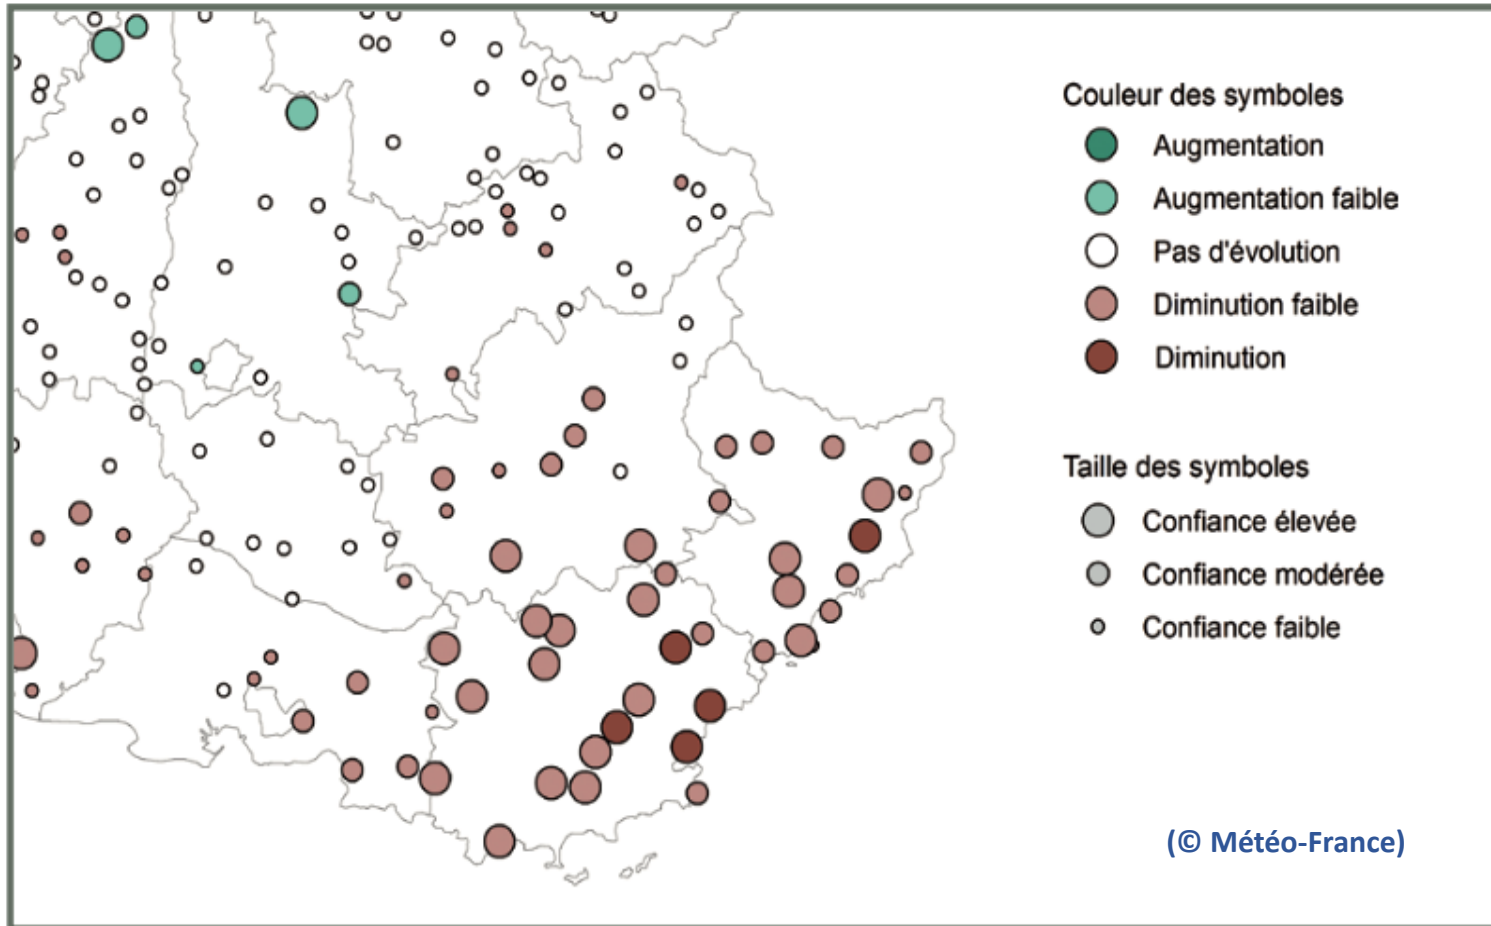 Couleur des symboles
Augmentation
Augmentation faible
Pas d'évolution
Diminution faible
Diminution
Taille des symboles
Confiance élevée
Confiance modérée
Confiance faible
(© Météo-France)